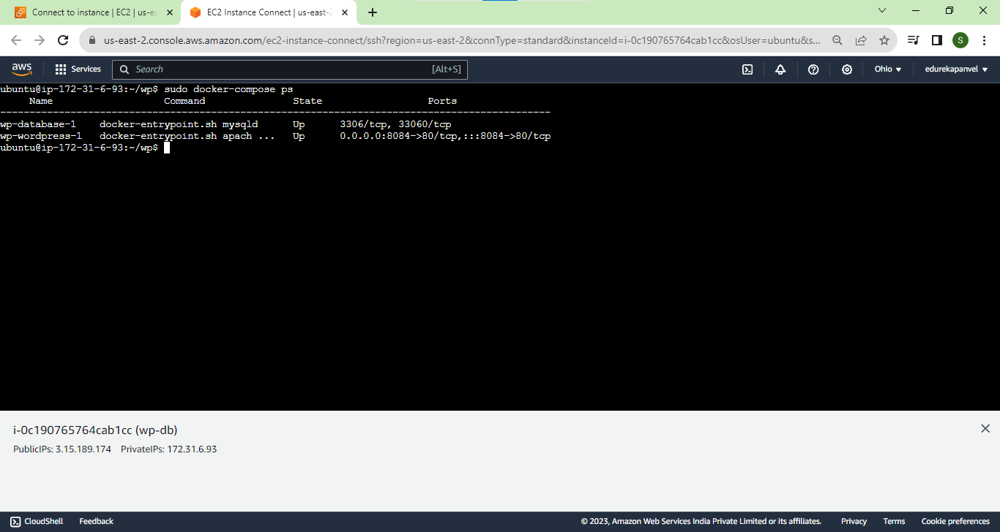 Connect to instance | EC2 | us-ea
EC2 Instance Connect | us-east-2
us-east-2.console.aws.amazon.com/ec2-instance-connect/ssh?region=us-east-2&connType=standard&instanceId=i-0c190765764cab1cc&osUser=ubuntu&s...
S
aws Services Search [Alt+S] Ohio edurekapanvel
ubuntu@ip-172-31-6-93:~/wp$ sudo docker-compose ps
Name Command State Ports
----------------------------------------------------------------------------------------------
wp-database-1 docker-entrypoint.sh mysqld Up 3306/tcp, 33060/tcp
wp-wordpress-1 docker-entrypoint.sh apach ... Up 0.0.0.0:8084->80/tcp,:::8084->80/tcp
ubuntu@ip-172-31-6-93:~/wp$
i-0c190765764cab1cc (wp-db)
PublicIPs: 3.15.189.174 PrivateIPs: 172.31.6.93
CloudShell Feedback © 2023, Amazon Web Services India Private Limited or its affiliates. Privacy Terms Cookie preferences